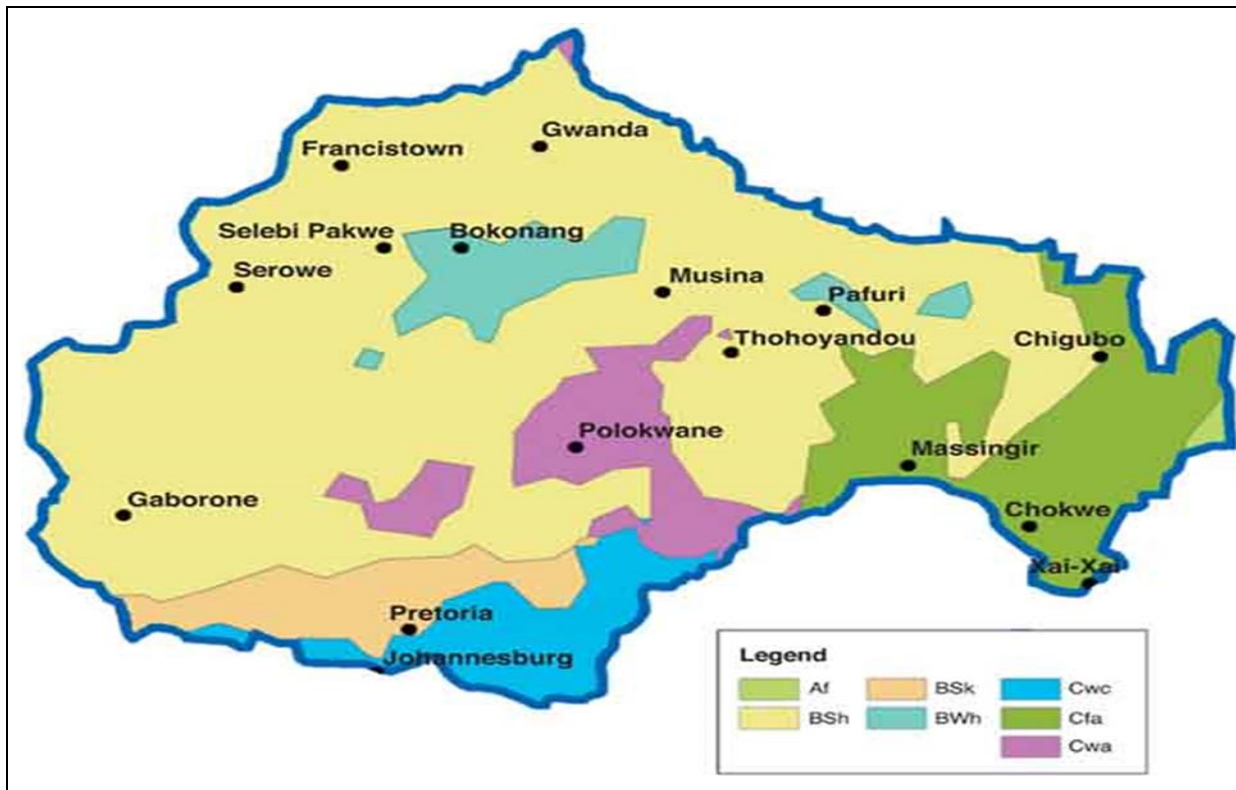 Gwanda
Francistown
Selebi Pakwe
Bokonang
Serowe
Musina
Pafuri
Thohoyandou
Chigubo
Polokwane
Massingir
Gaborone
Chokwe
Xai-Xai
Pretoria
Johannesburg
Legend
Af
BSk
Cwc
BSh
BWh
Cfa
Cwa